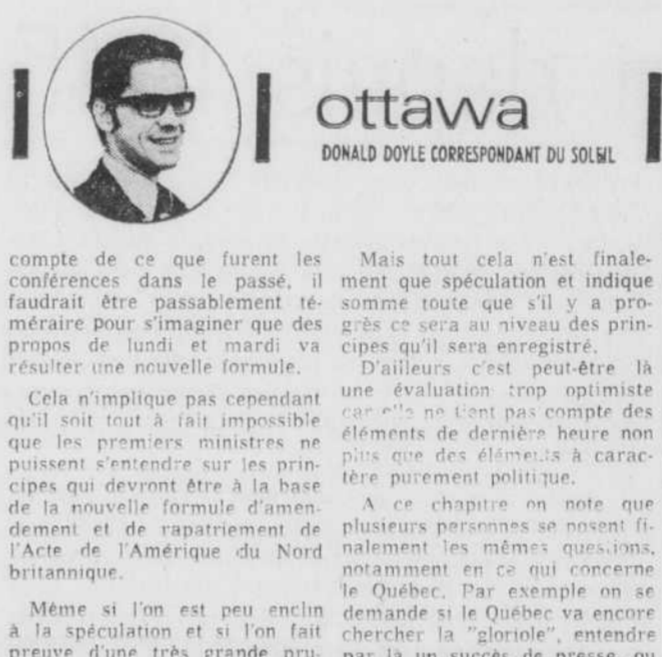 ottawa
DONALD DOYLE CORRESPONDANT DU SOLEIL
compte de ce que furent les
conférences dans le passé, il
faudrait être passablement té-
méraire pour s'imaginer que des
propos de lundi et mardi va
résulter une nouvelle formule.
Cela n'implique pas cependant
qu'il soit tout à fait impossible
que les premiers ministres ne
puissent s'entendre sur les prin-
cipes qui devront être à la base
de la nouvelle formule d'amen-
dement et de rapatriement de
l'Acte de l'Amérique du Nord
britannique.
Même si l'on est peu enclin
à la spéculation et si l'on fait
preuve d'une très grande pru-
Mais tout cela n'est finale-
ment que spéculation et indique
somme toute que s'il y a pro-
grès ce sera au niveau des prin-
cipes qu'il sera enregistré.
D'ailleurs c'est peut-être là
une évaluation trop optimiste
car elle ne tient pas compte des
éléments de dernière heure non
plus que des éléments à carac-
tère purement politique.
A ce chapitre on note que
plusieurs personnes se posent fi-
nalement les mêmes questions,
notamment en ce qui concerne
le Québec. Par exemple on se
demande si le Québec va encore
chercher la "gloriole", entendre
par là un succès de presse, ou